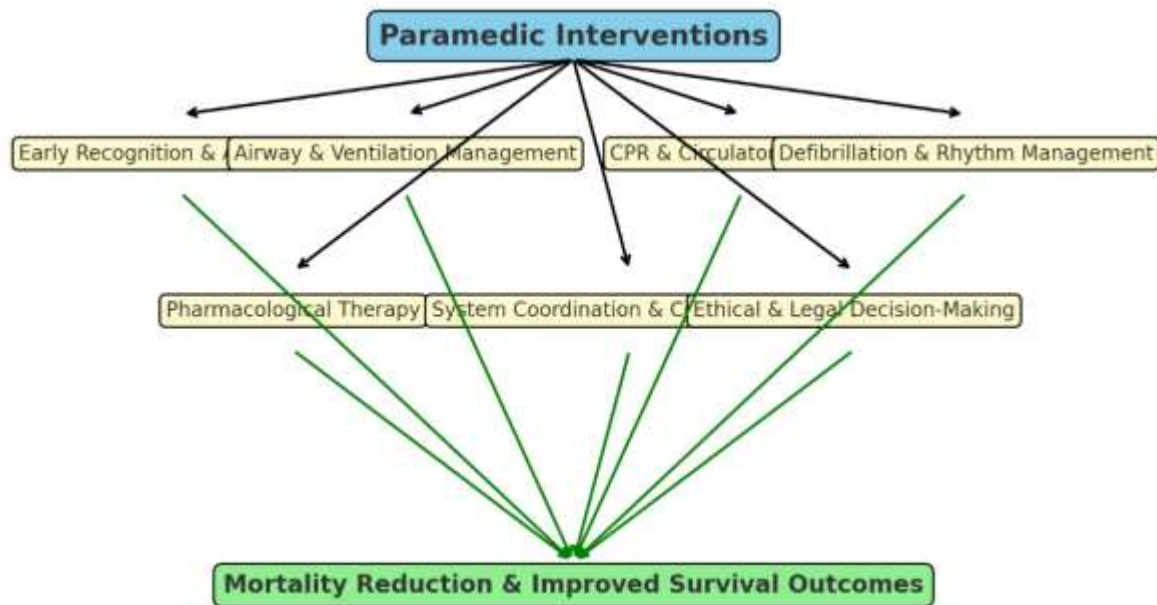 Paramedic Interventions
Early Recognition &
Airway & Ventilation Management
CPR &
Defibrillation & Rhythm Management
Pharmacological Therapy
System Coordination &
Ethical & Legal Decision-Making
Mortality Reduction & Improved Survival Outcomes